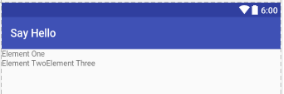 6:00
Say Hello
Element One
Element TwoElement Three